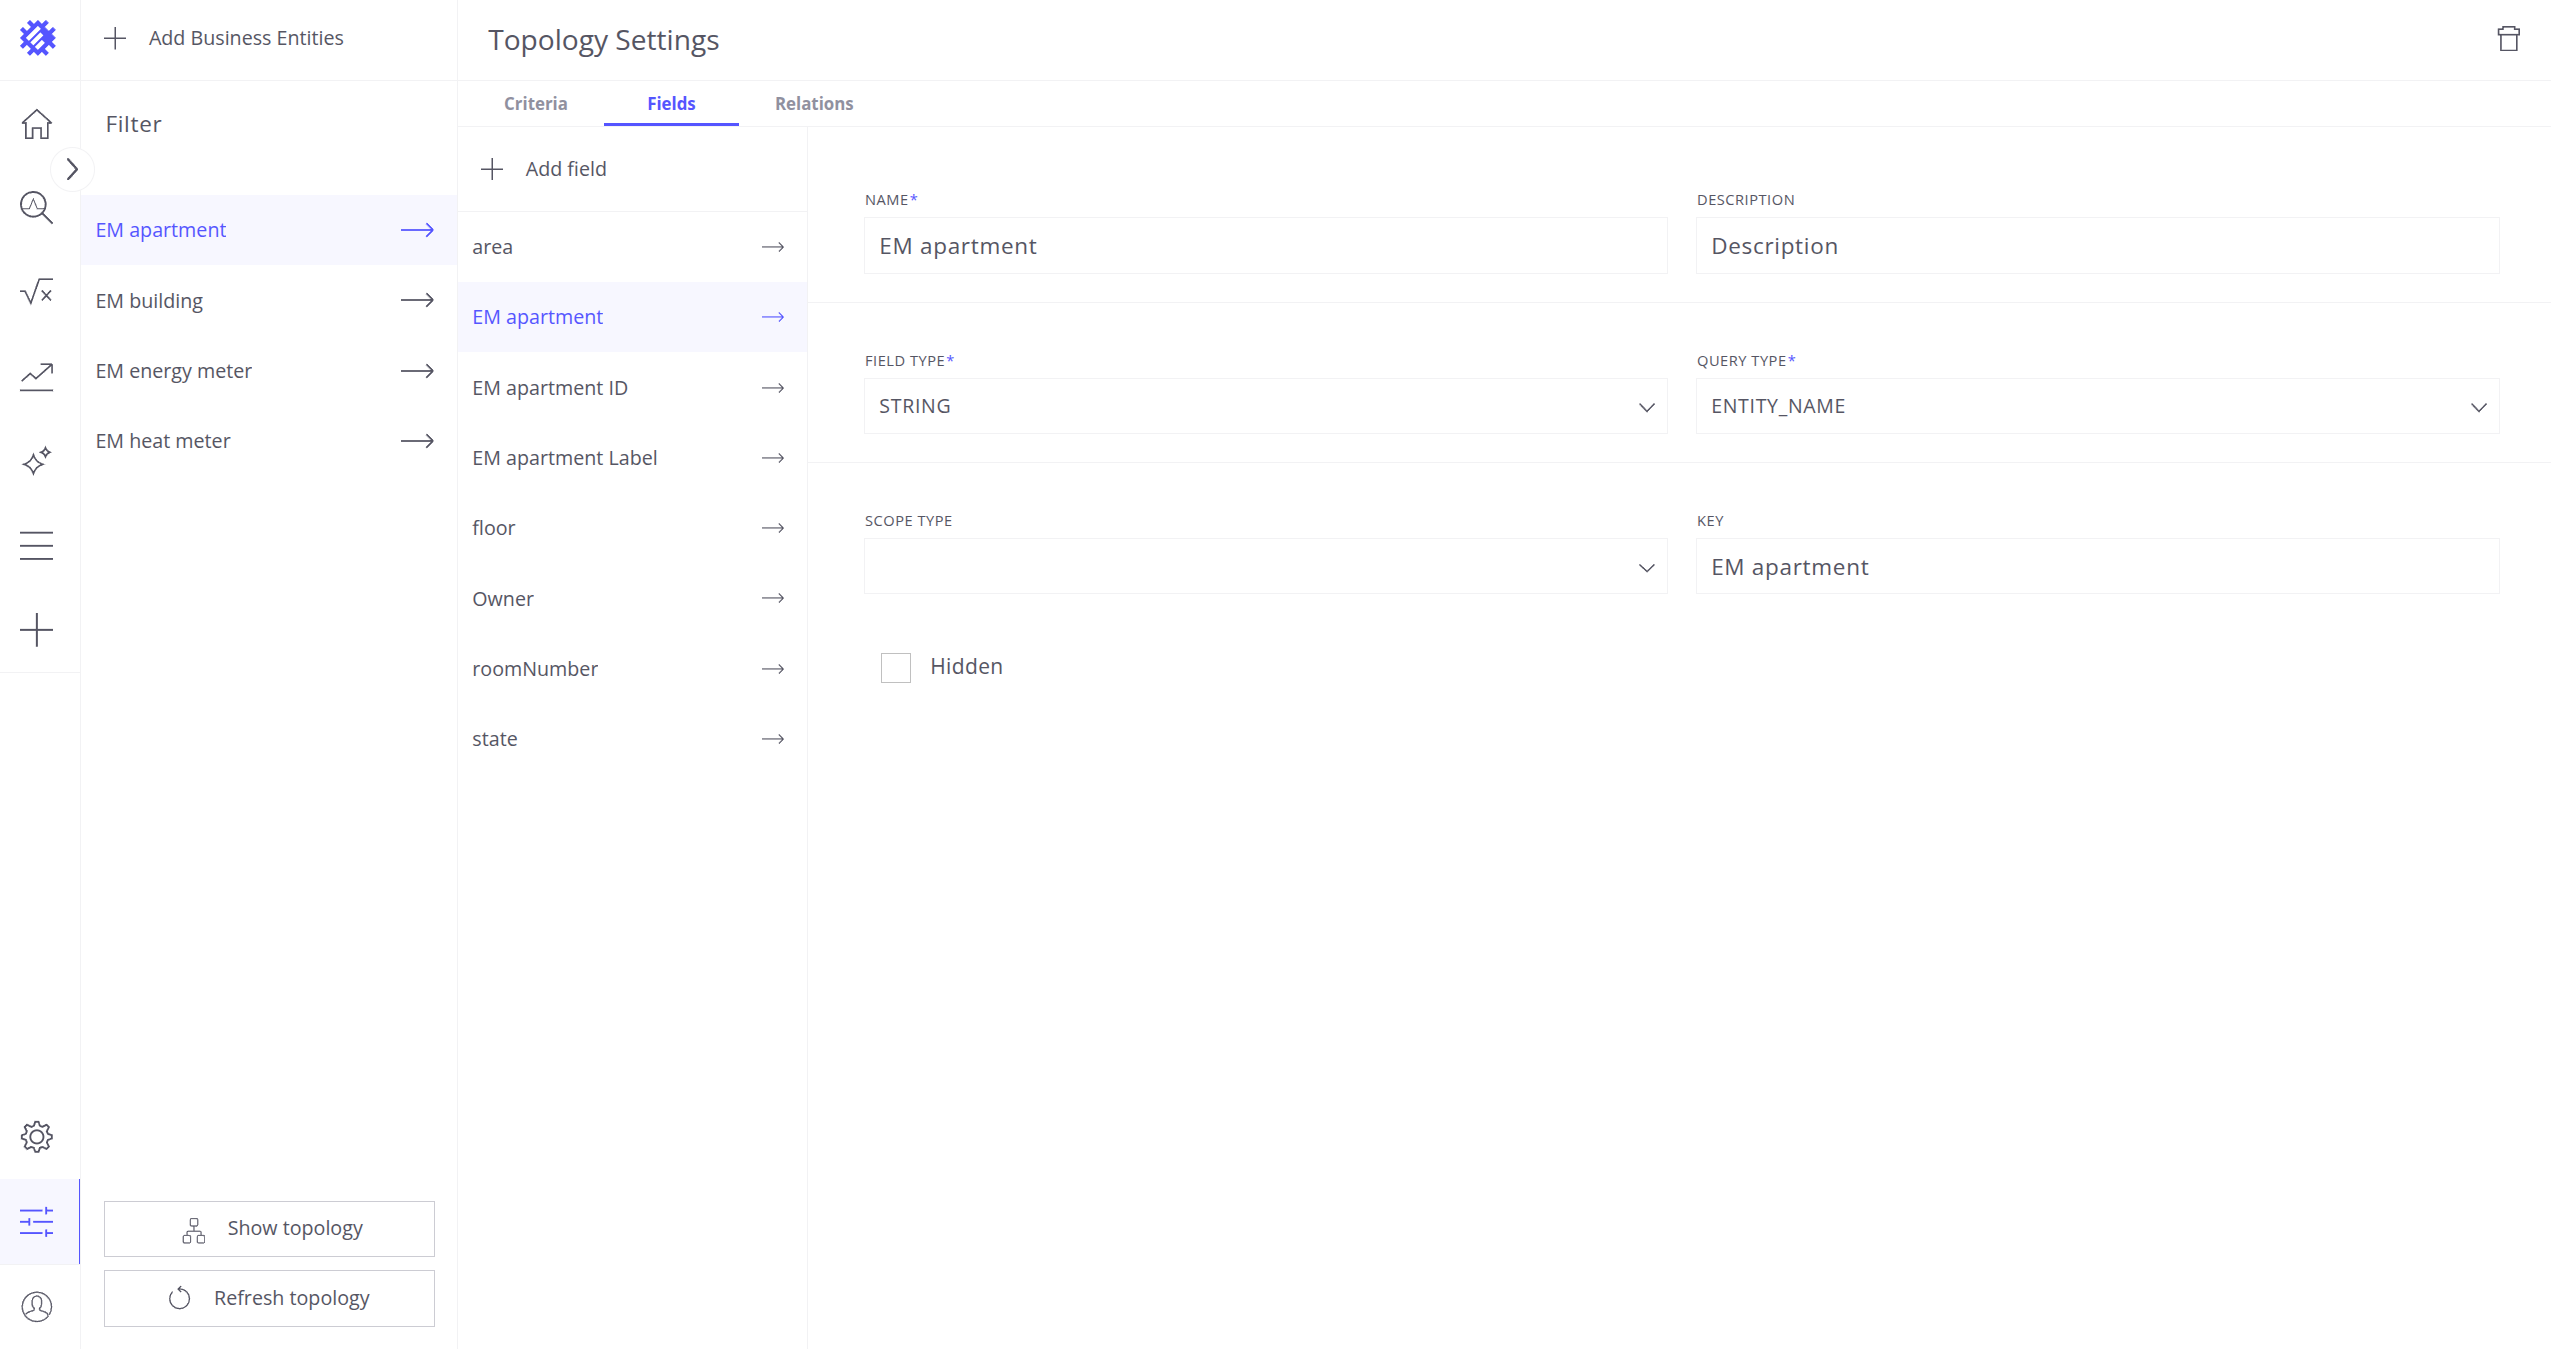 Add Business Entities
Topology Settings
Filter
EM apartment
EM building
EM energy meter
EM heat meter
Show topology
Refresh topology
Criteria
Fields
Relations
Add field
area
EM apartment
EM apartment ID
EM apartment Label
floor
Owner
roomNumber
state
NAME*
EM apartment
DESCRIPTION
Description
FIELD TYPE*
STRING
QUERY TYPE*
ENTITY_NAME
SCOPE TYPE
KEY
EM apartment
Hidden